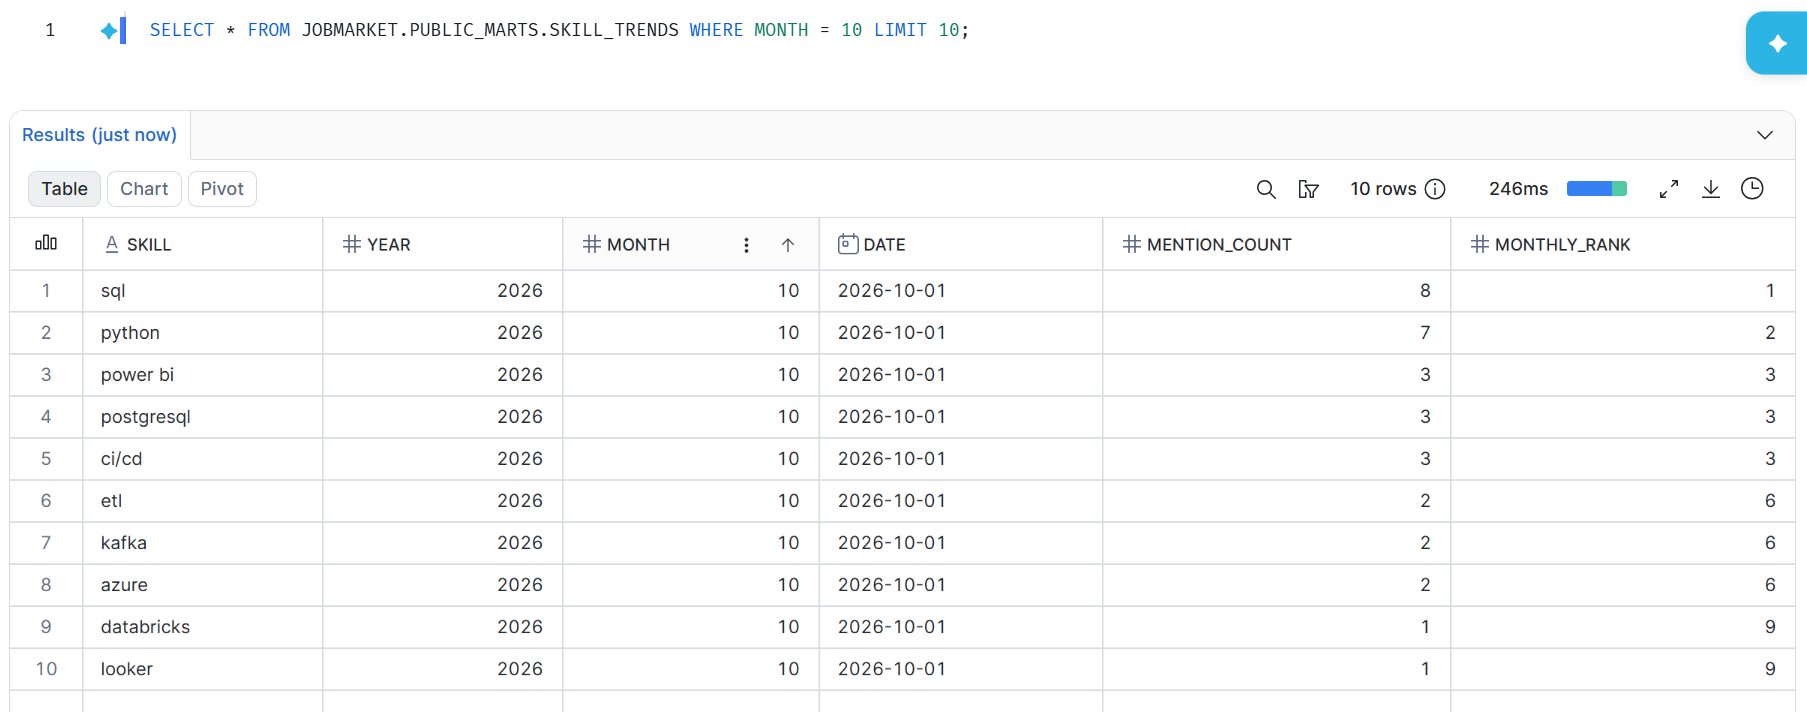 1 SELECT * FROM JOBMARKET.PUBLIC_MARTS.SKILL_TRENDS WHERE MONTH = 10 LIMIT 10;
Results (just now)
Table Chart Pivot 10 rows 246ms
SKILL YEAR MONTH DATE MENTION_COUNT MONTHLY_RANK
1 sql 2026 10 2026-10-01 8 1
2 python 2026 10 2026-10-01 7 2
3 power bi 2026 10 2026-10-01 3 3
4 postgresql 2026 10 2026-10-01 3 3
5 ci/cd 2026 10 2026-10-01 3 3
6 etl 2026 10 2026-10-01 2 6
7 kafka 2026 10 2026-10-01 2 6
8 azure 2026 10 2026-10-01 2 6
9 databricks 2026 10 2026-10-01 1 9
10 looker 2026 10 2026-10-01 1 9